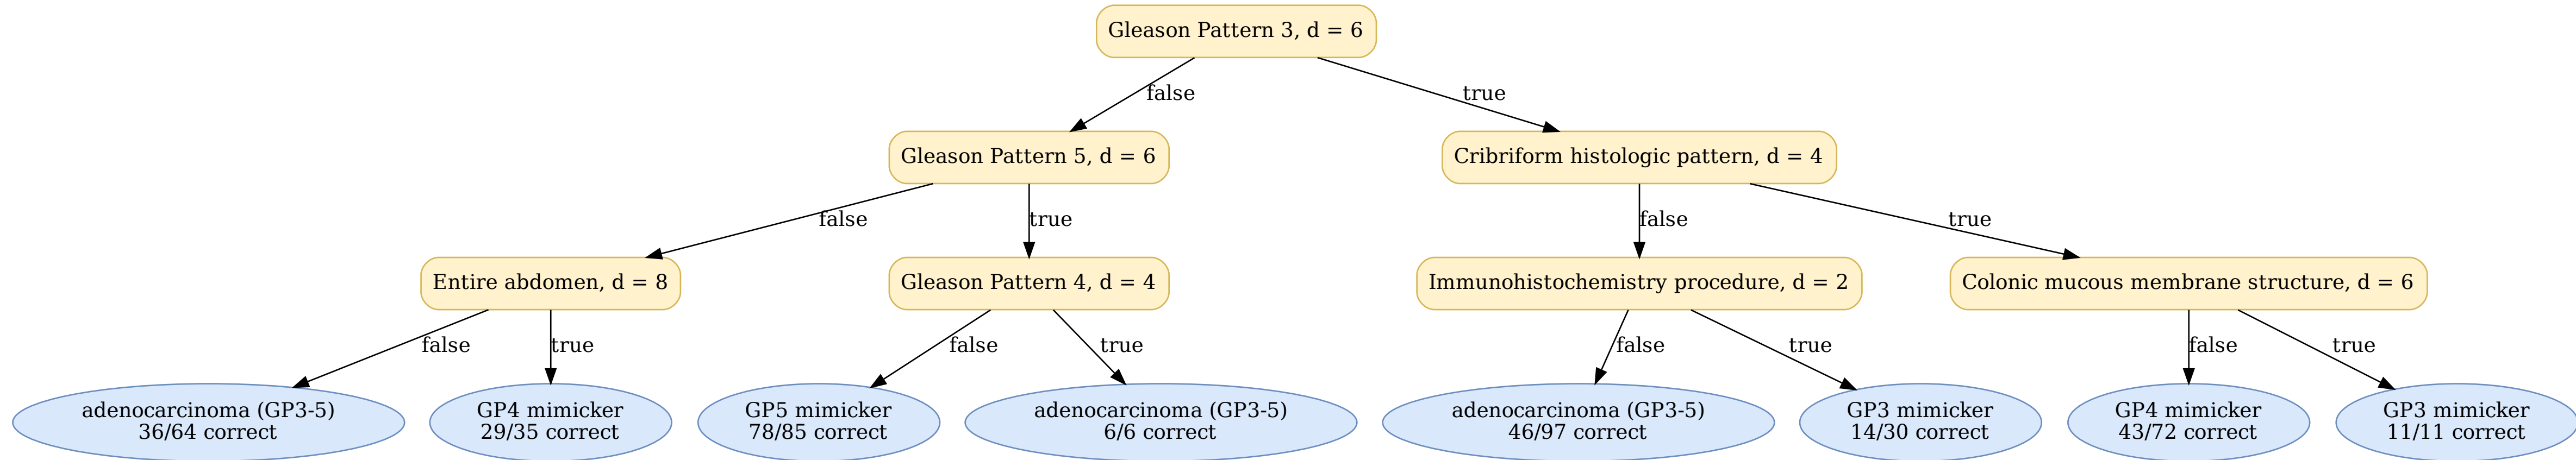 Gleason Pattern 3, d = 6
false
true
Gleason Pattern 5, d = 6
Cribriform histologic pattern, d = 4
false
true
false
true
Entire abdomen, d = 8
Gleason Pattern 4, d = 4
Immunohistochemistry procedure, d = 2
Colonic mucous membrane structure, d = 6
false
true
false
true
false
true
false
true
adenocarcinoma (GP3-5)
36/64 correct
GP4 mimicker
29/35 correct
GP5 mimicker
78/85 correct
adenocarcinoma (GP3-5)
6/6 correct
adenocarcinoma (GP3-5)
46/97 correct
GP3 mimicker
14/30 correct
GP4 mimicker
43/72 correct
GP3 mimicker
11/11 correct